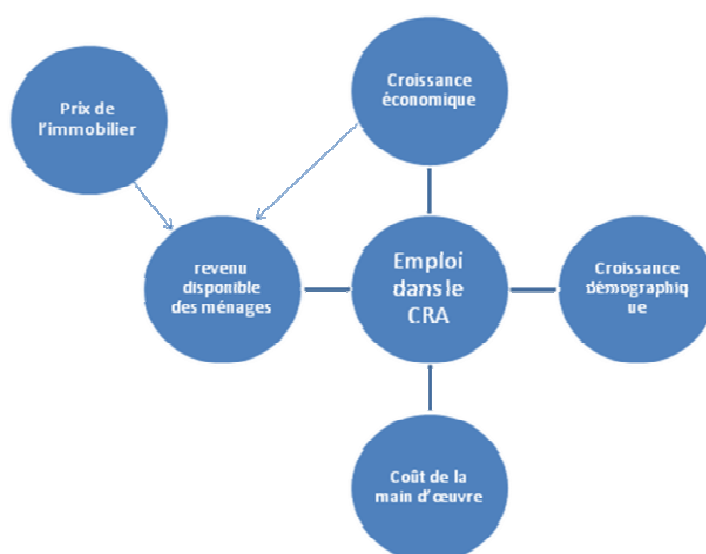 Croissance
économique
Prix de
l'immobilier
revenu
disponible
des ménages
Emploi
dans le
CRA
Croissance
démographiq
ue
Coût de la
main d'œuvre